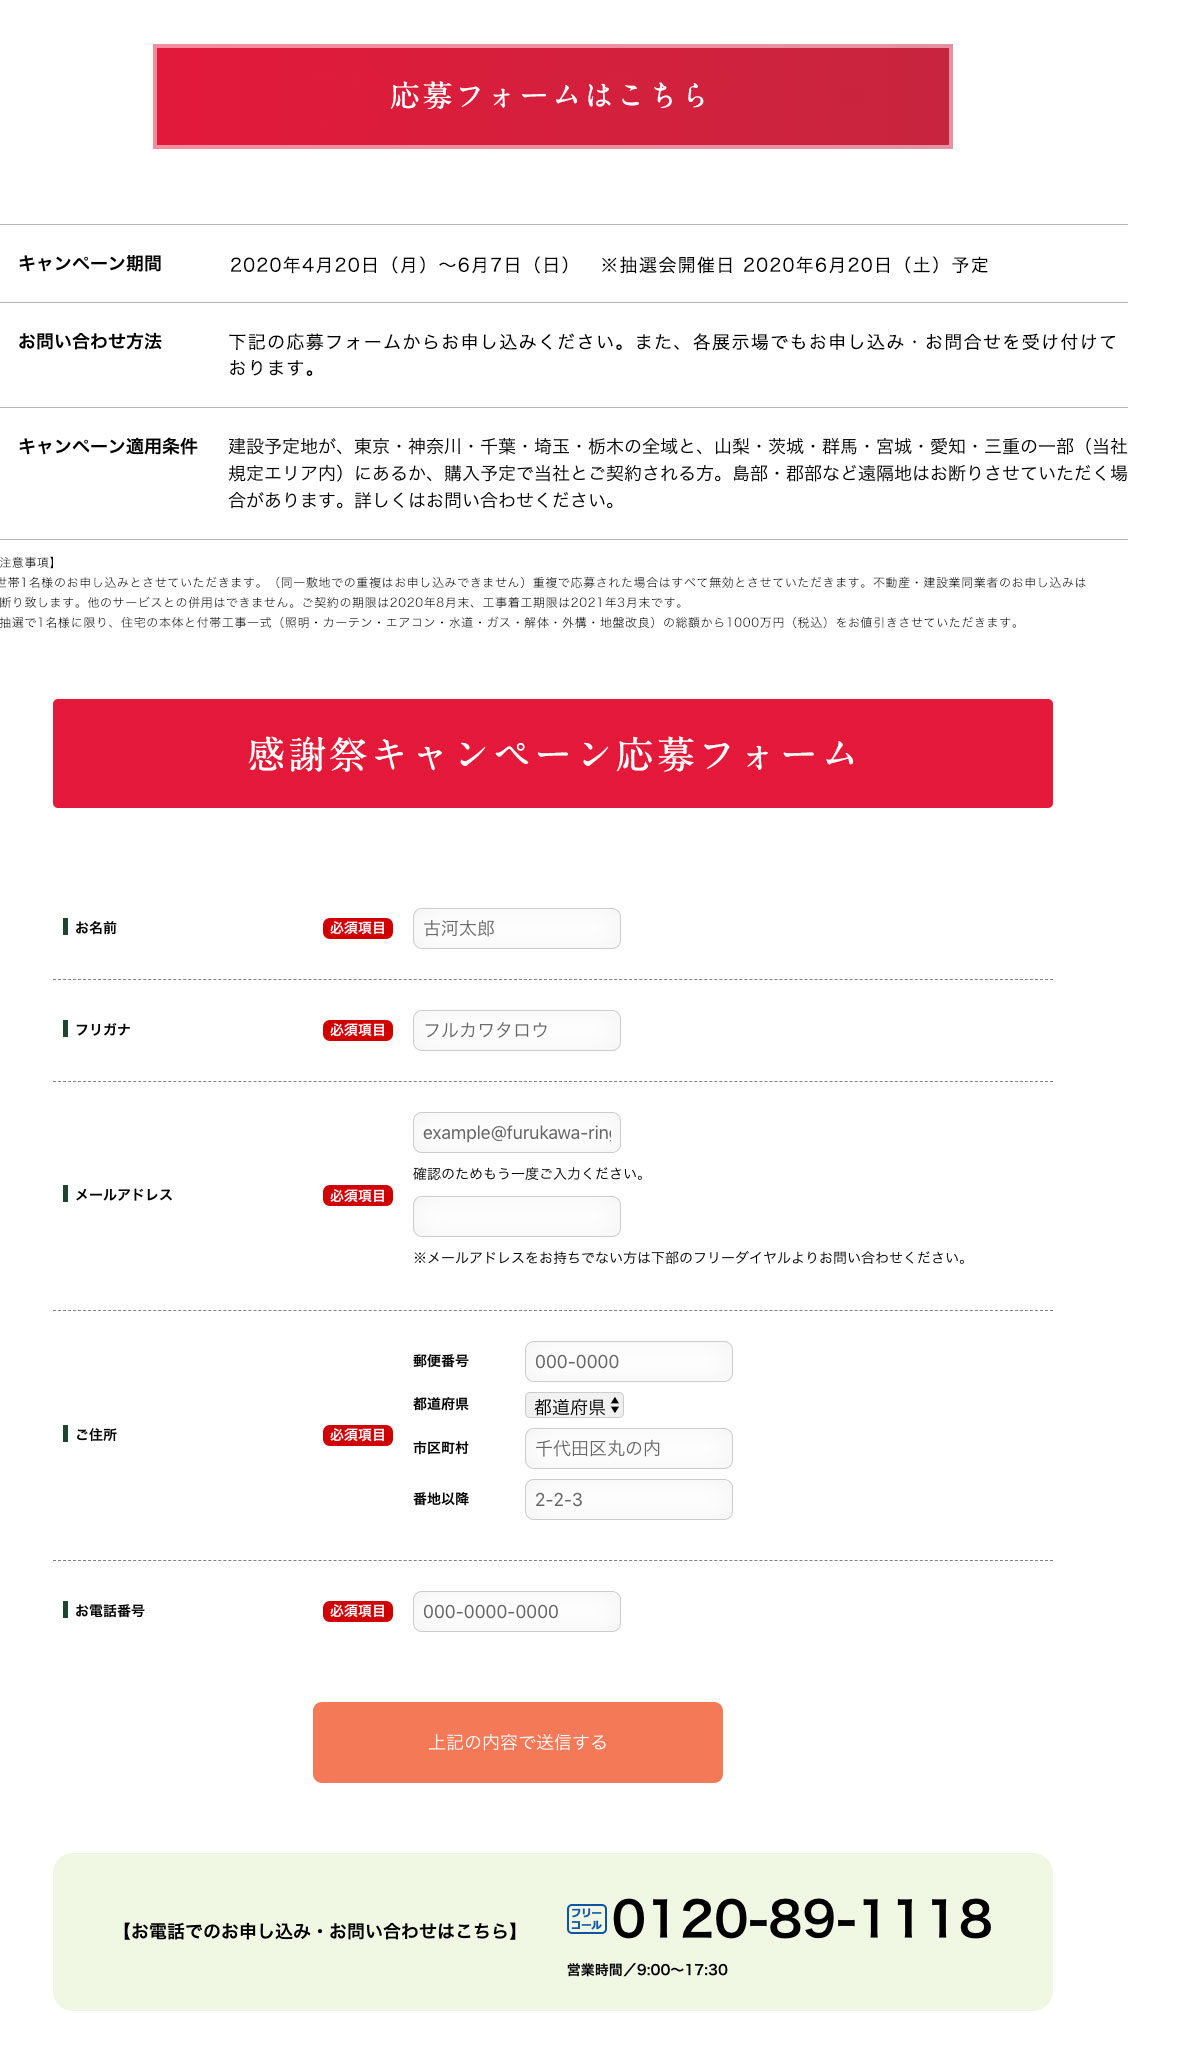 応募フォームはこちら
キャンペーン期間
2020年4月20日（月）～6月7日（日）　※抽選会開催日 2020年6月20日（土）予定
お問い合わせ方法
下記の応募フォームからお申し込みください。また、各展示場でもお申し込み・お問合せを受け付けて
おります。
キャンペーン適用条件
建設予定地が、東京・神奈川・千葉・埼玉・栃木の全域と、山梨・茨城・群馬・宮城・愛知・三重の一部（当社
規定エリア内）にあるか、購入予定で当社とご契約される方。島部・郡部など遠隔地はお断りさせていただく場
合があります。詳しくはお問い合わせください。
注意事項】
世帯1名様のお申し込みとさせていただきます。（同一敷地での重複はお申し込みできません）重複で応募された場合はすべて無効とさせていただきます。不動産・建設業同業者のお申し込みは
断り致します。他のサービスとの併用はできません。ご契約の期限は2020年8月末、工事着工期限は2021年3月末です。
抽選で1名様に限り、住宅の本体と付帯工事一式（照明・カーテン・エアコン・水道・ガス・解体・外構・地盤改良）の総額から1000万円（税込）をお値引きさせていただきます。
感謝祭キャンペーン応募フォーム
お名前
必須項目
古河太郎
フリガナ
必須項目
フルカワタロウ
メールアドレス
必須項目
example@furukawa-ring
確認のためもう一度ご入力ください。
※メールアドレスをお持ちでない方は下部のフリーダイヤルよりお問い合わせください。
ご住所
必須項目
郵便番号
000-0000
都道府県
都道府県
市区町村
千代田区丸の内
番地以降
2-2-3
お電話番号
必須項目
000-0000-0000
上記の内容で送信する
【お電話でのお申し込み・お問い合わせはこちら】
フリー
コール
0120-89-1118
営業時間／9:00～17:30